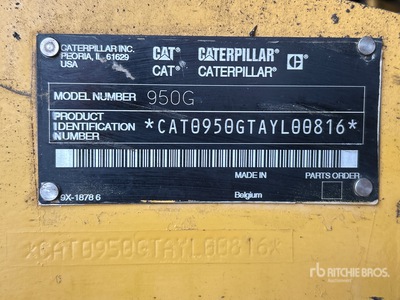 CATERPILLAR INC.
PEORIA, IL 61629
USA
CAT® CATERPILLAR® C®
CAT® CATERPILLAR®
MODEL NUMBER 950G
PRODUCT
IDENTIFICATION
NUMBER
*CAT0950GTAYL00816*
MADE IN
Belgium
PARTS ORDER
9X-1878 6
*CAT0950GTAYL00816*
rb RITCHIE BROS.